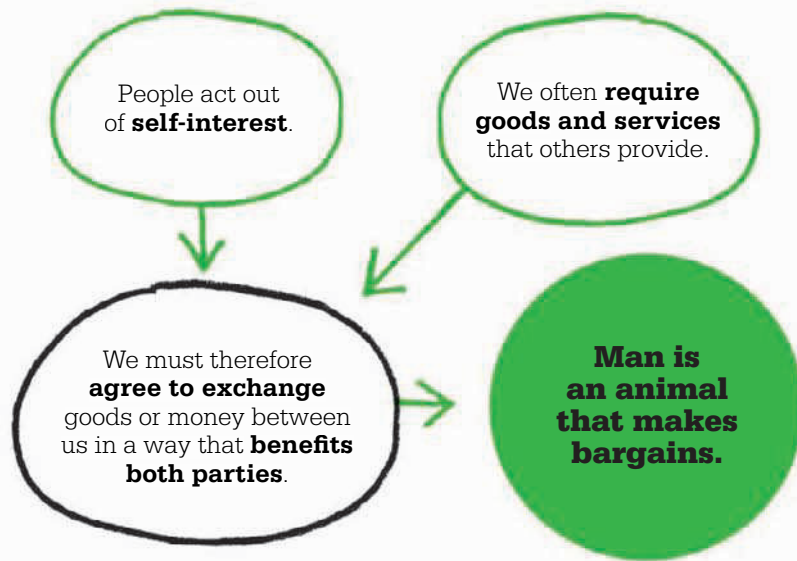 People act out
of self-interest.
We often require
goods and services
that others provide.
We must therefore
agree to exchange
goods or money between
us in a way that benefits
both parties.
Man is
an animal
that makes
bargains.